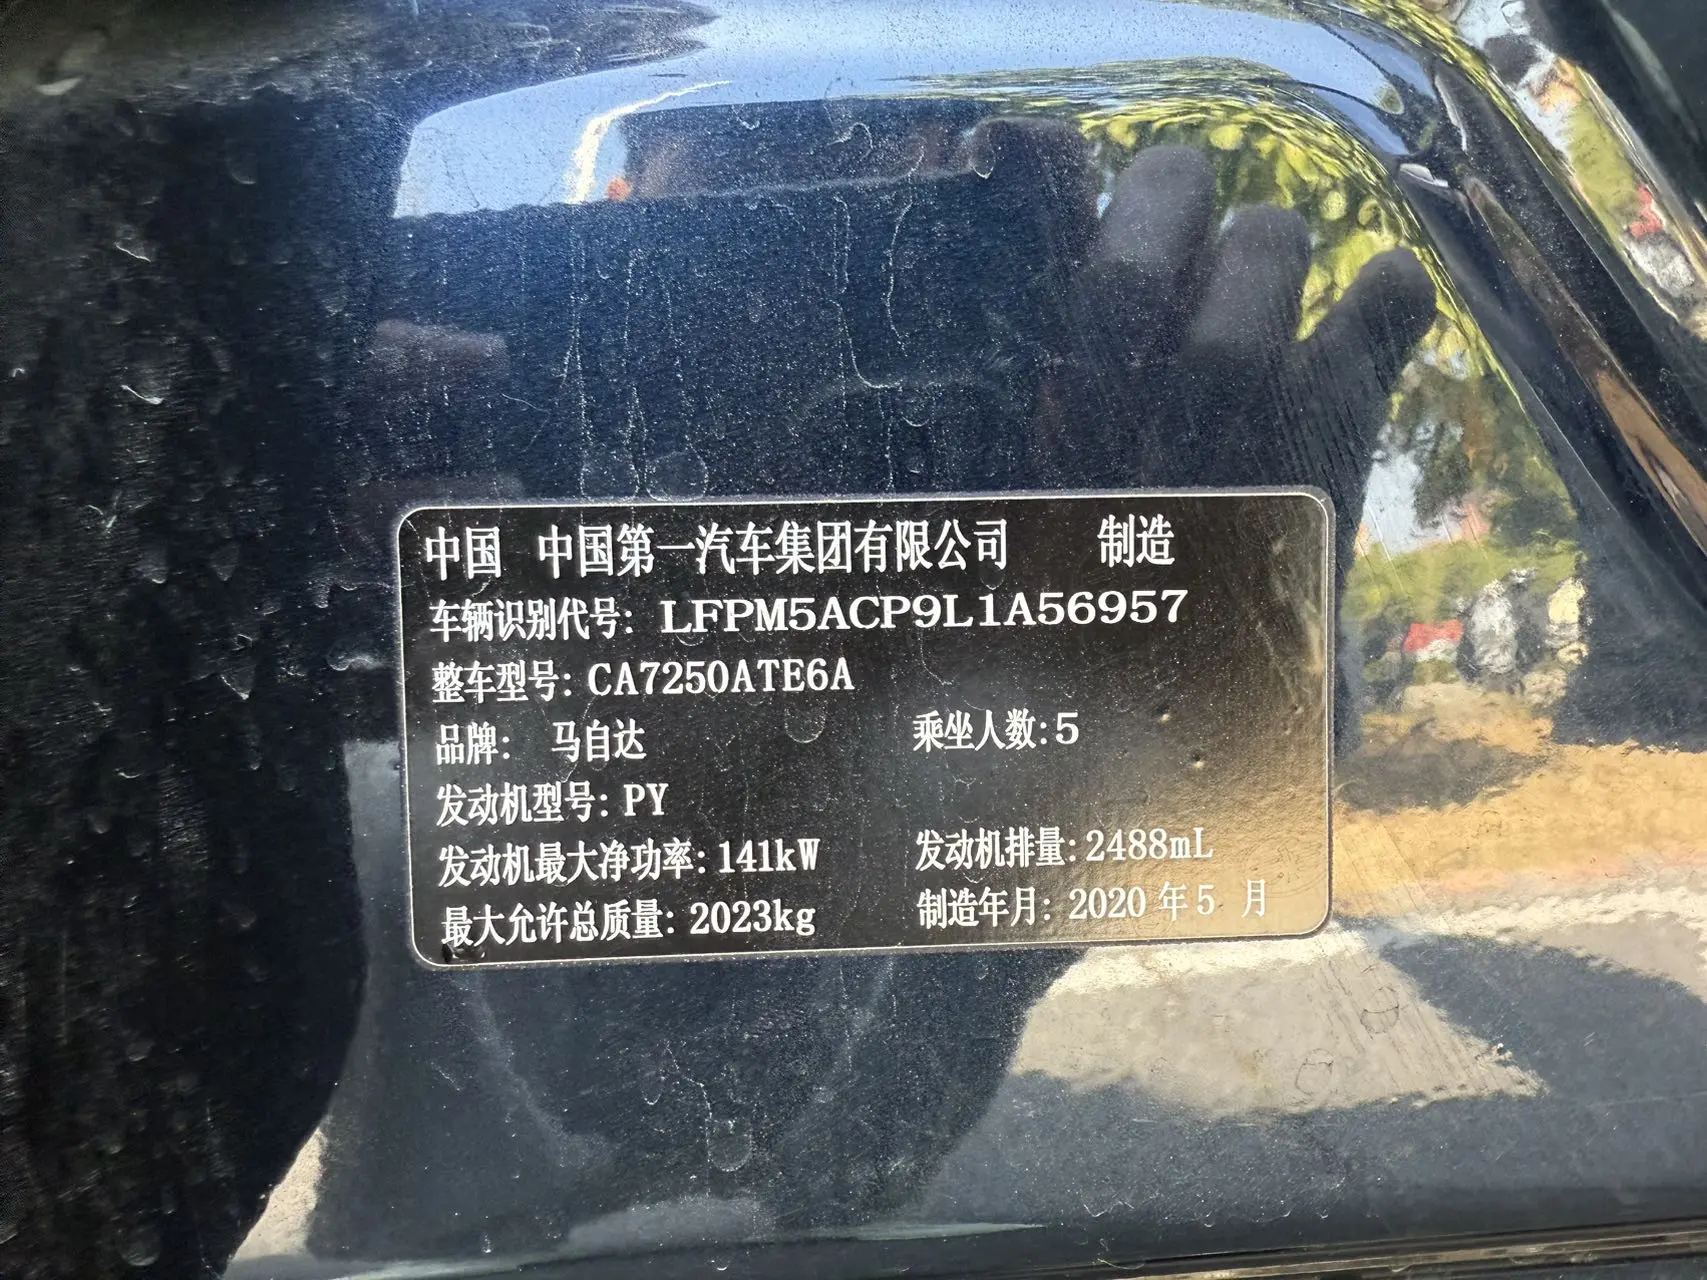 中国 中国第一汽车集团有限公司 制造
车辆识别代号: LFPM5ACP9L1A56957
整车型号: CA7250ATE6A
品牌: 马自达 乘坐人数: 5
发动机型号: PY
发动机最大净功率: 141kW 发动机排量: 2488mL
最大允许总质量: 2023kg 制造年月: 2020 年 5 月